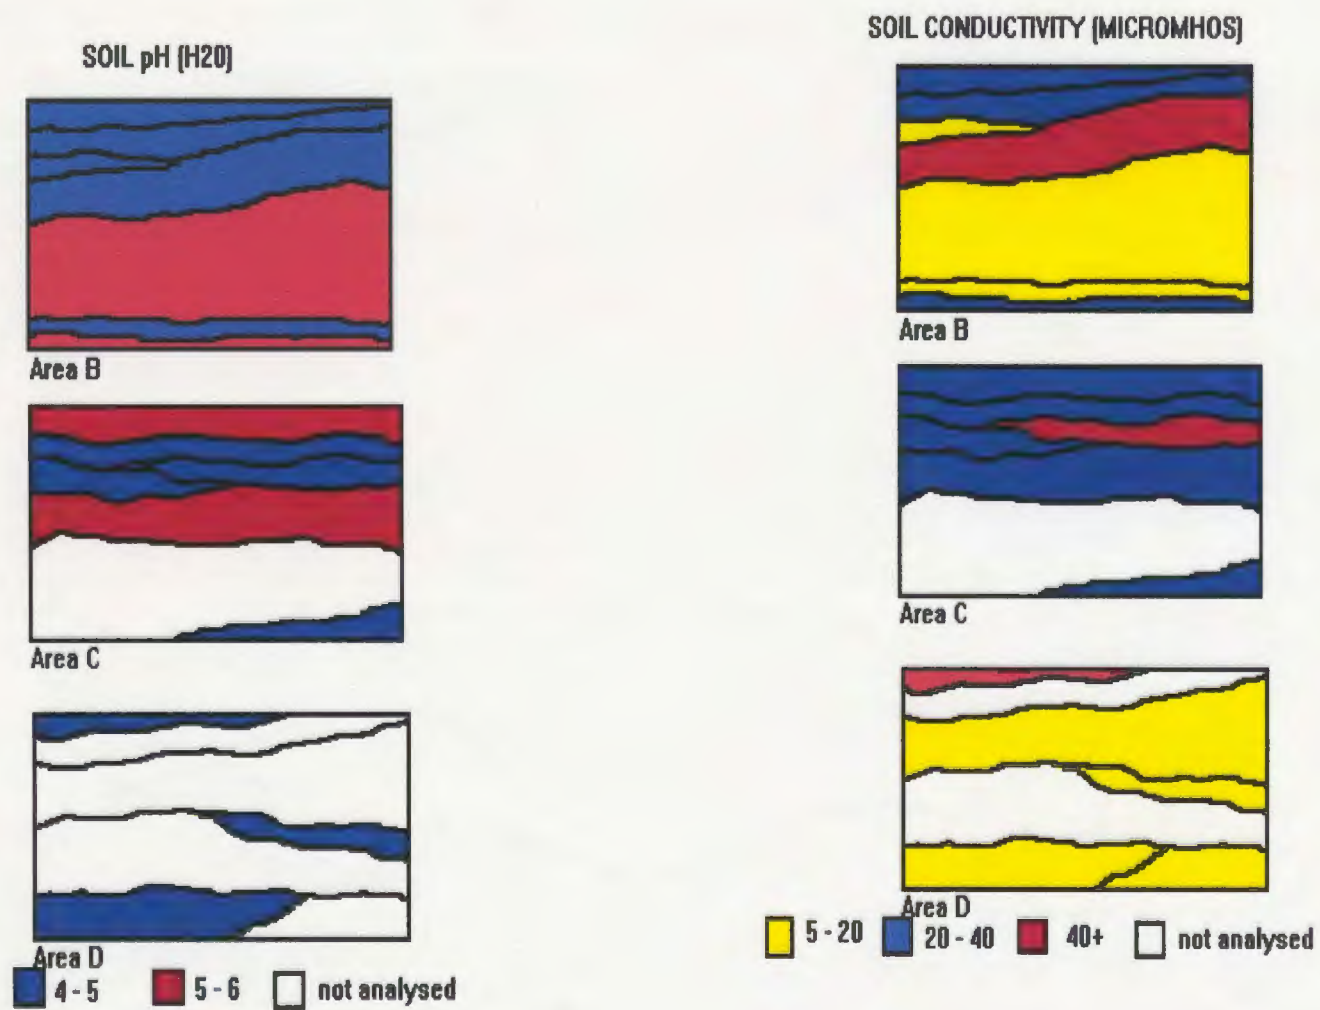 SOIL pH (H20)
Area B
Area C
Area D
4 - 5
5 - 6
not analysed
SOIL CONDUCTIVITY (MICROMHOS)
Area B
Area C
Area D
5 - 20
20 - 40
40+
not analysed